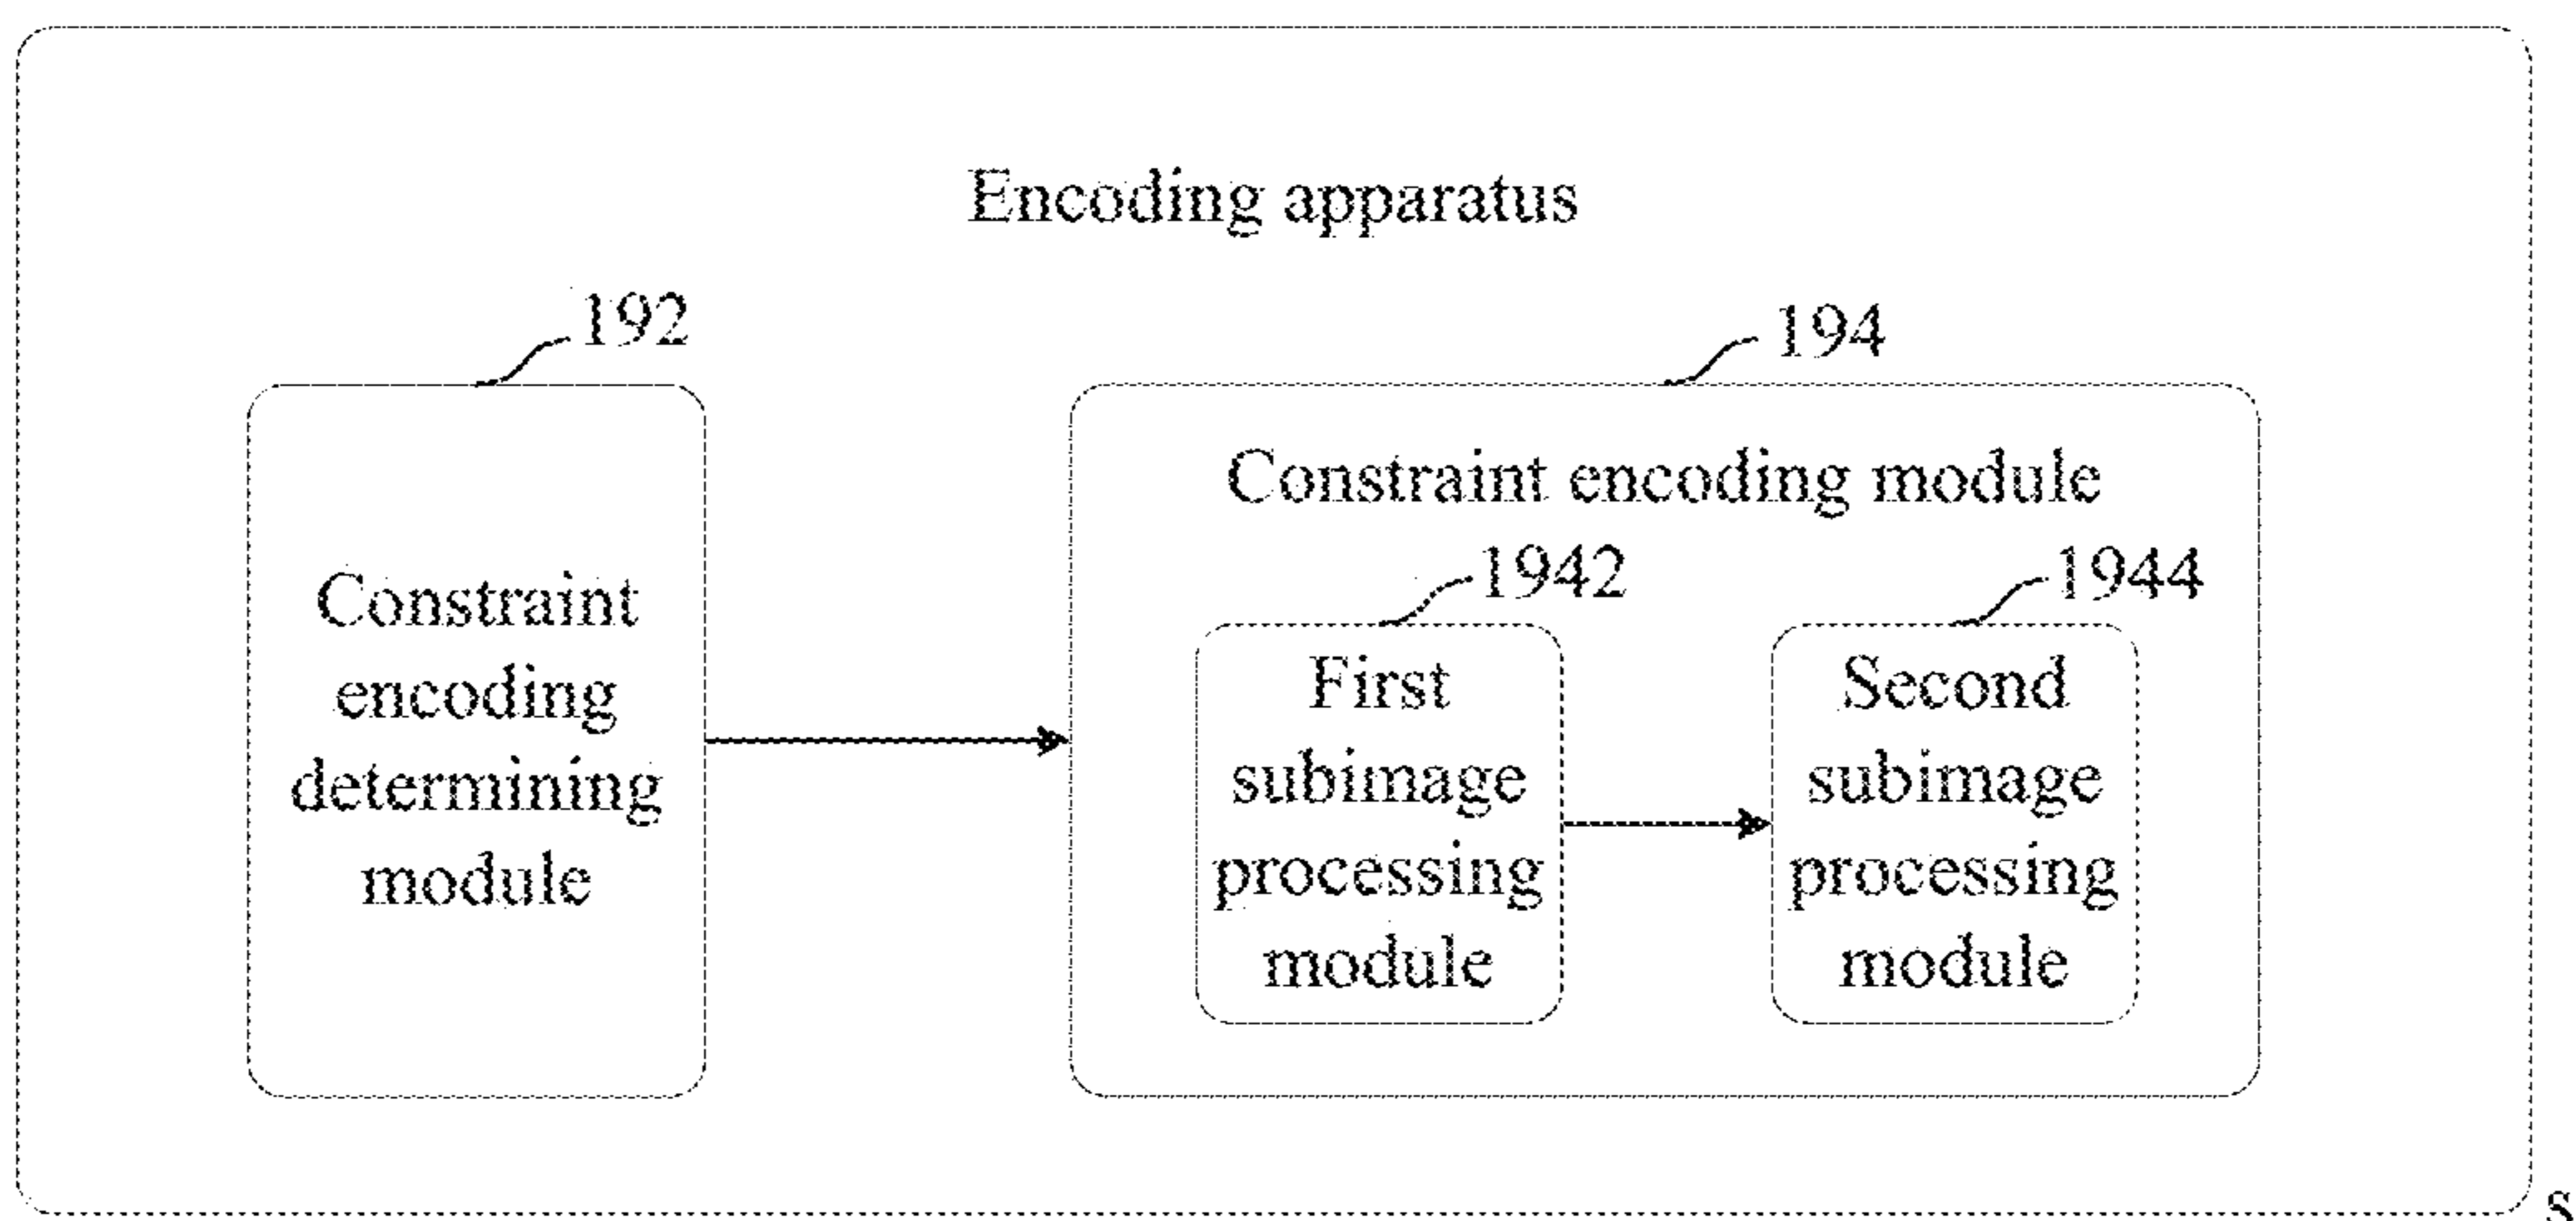 Encoding apparatus
192
194
Constraint
encoding
determining
module
Constraint encoding module
1942
1944
First
subimage
processing
module
Second
subimage
processing
module
s